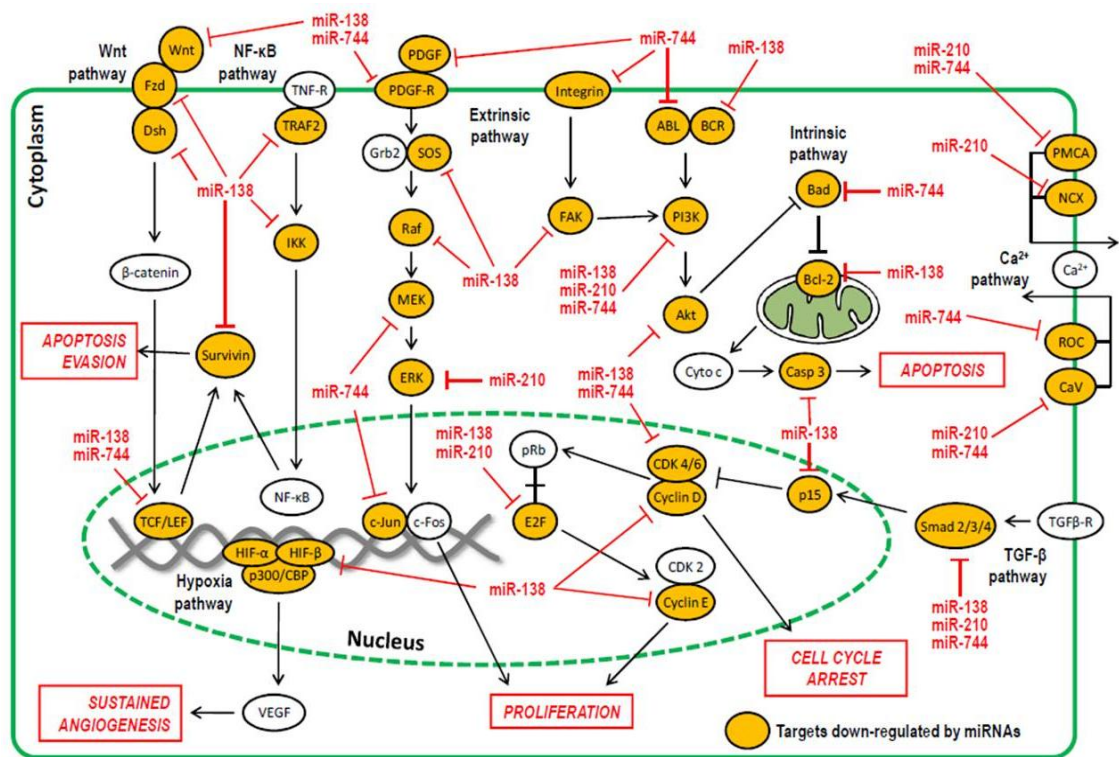 miR-138
miR-744
Wnt
pathway
Wnt
NF-κB
pathway
PDGF
miR-744
miR-138
miR-210
miR-744
Fzd
TNF-R
PDGF-R
Integrin
Dsh
TRAF2
Extrinsic
pathway
ABL
BCR
Intrinsic
pathway
PMCA
Cytoplasm
Grb2
SOS
miR-210
miR-138
Bad
miR-744
NCX
IKK
Raf
FAK
PI3K
β-catenin
miR-138
miR-138
miR-210
miR-744
Bcl-2
miR-138
Ca2+
pathway
Ca2+
MEK
Akt
miR-744
APOPTOSIS
EVASION
Survivin
ROC
ERK
miR-210
miR-138
miR-744
Cyto c
Casp 3
APOPTOSIS
CaV
miR-744
miR-138
miR-744
miR-138
miR-210
pRb
CDK 4/6
miR-138
miR-210
miR-744
NF-κB
Cyclin D
p15
TCF/LEF
c-Jun
c-Fos
E2F
Smad 2/3/4
TGFβ-R
HIF-α
HIF-β
p300/CBP
Hypoxia
pathway
miR-138
CDK 2
Cyclin E
TGF-β
pathway
miR-138
miR-210
miR-744
Nucleus
CELL CYCLE
ARREST
SUSTAINED
ANGIOGENESIS
VEGF
PROLIFERATION
Targets down-regulated by miRNAs